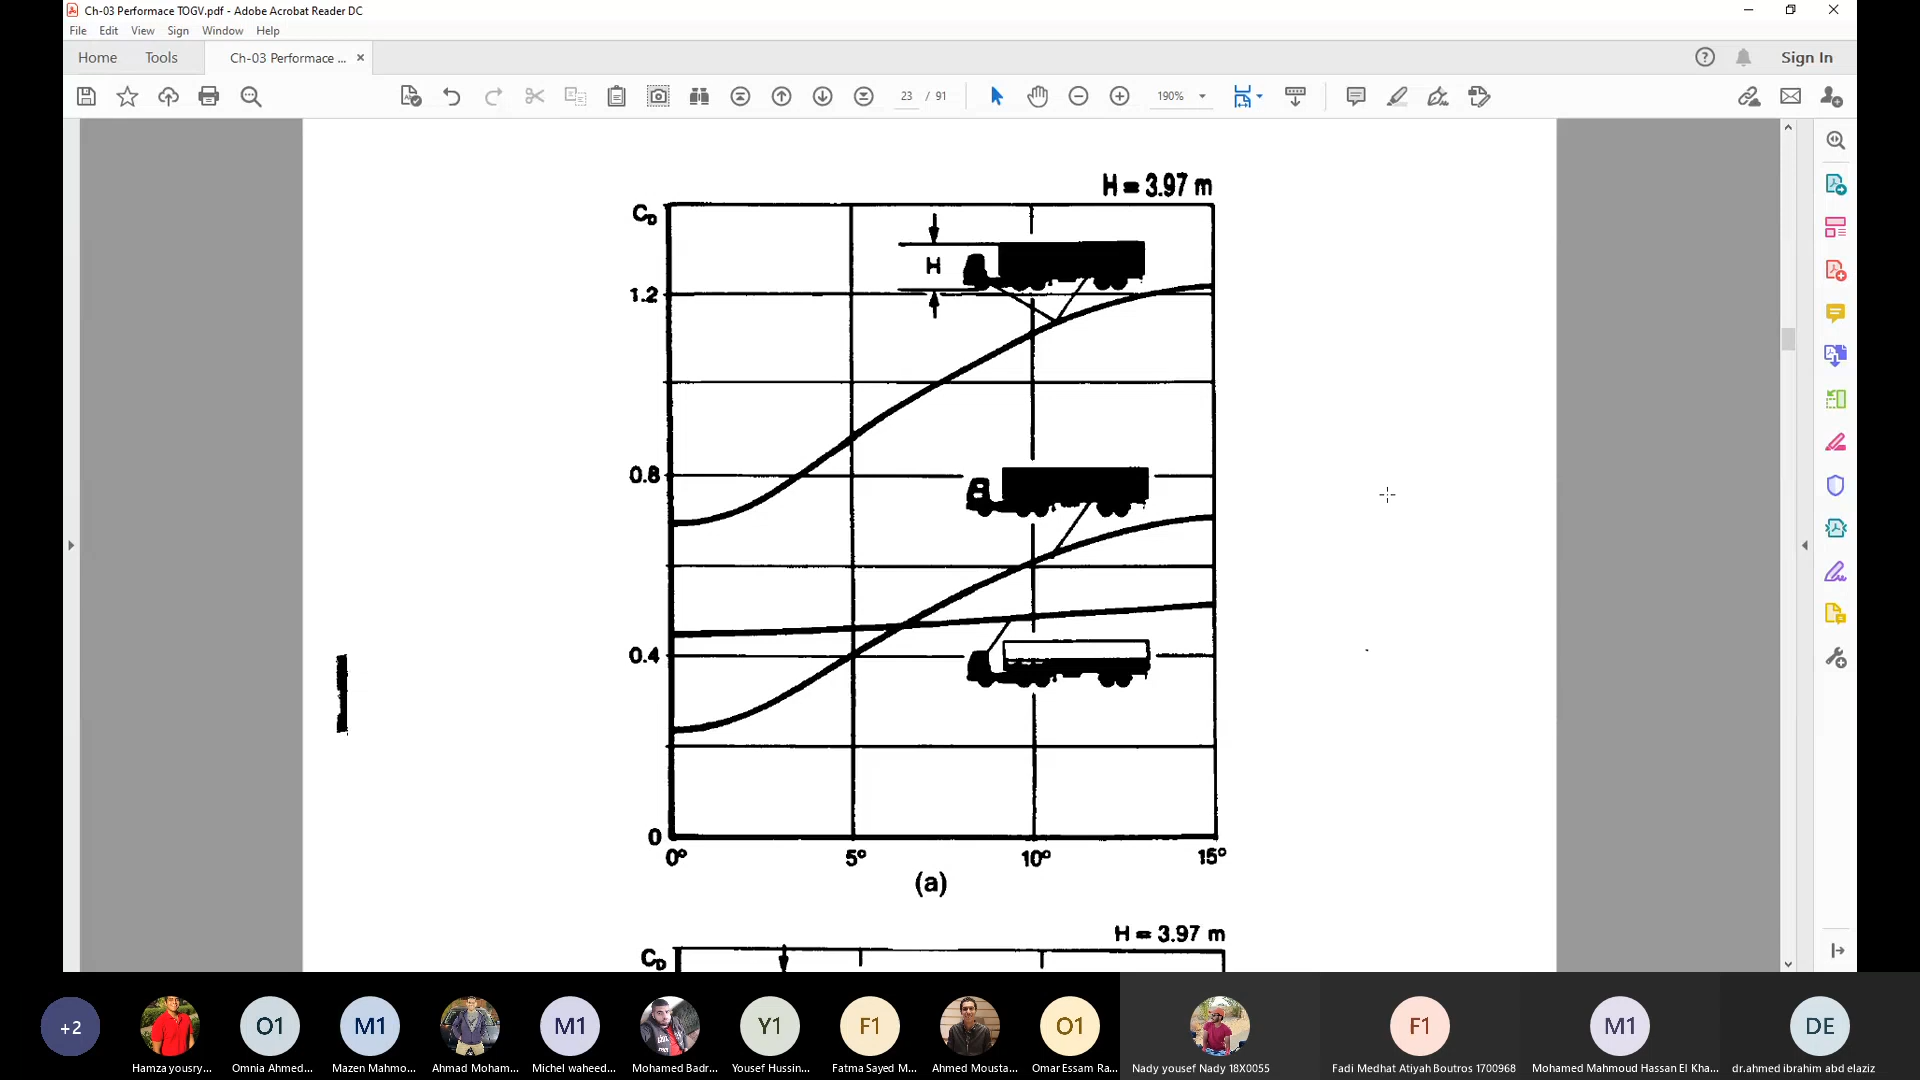 Ch-03 Performace TOGV.pdf - Adobe Acrobat Reader DC
File Edit View Sign Window Help
Home Tools Ch-03 Performace ... Sign In
23 / 91 190%
H = 3.97 m
C_D
H
1.2
0.8
0.4
0
0° 5° 10° 15°
(a)
H = 3.97 m
C_D
+2 O1 M1 M1 Y1 F1 O1 F1 M1 DE
Hamza yousry... Omnia Ahmed... Mazen Mahmo... Ahmad Moham... Michel waheed... Mohamed Badr... Yousef Hussin... Fatma Sayed M... Ahmed Mousta... Omar Essam Ra... Nady yousef Nady 18X0055 Fadi Medhat Atiyah Boutros 1700968 Mohamed Mahmoud Hassan El Kha... dr.ahmed ibrahim abd elaziz